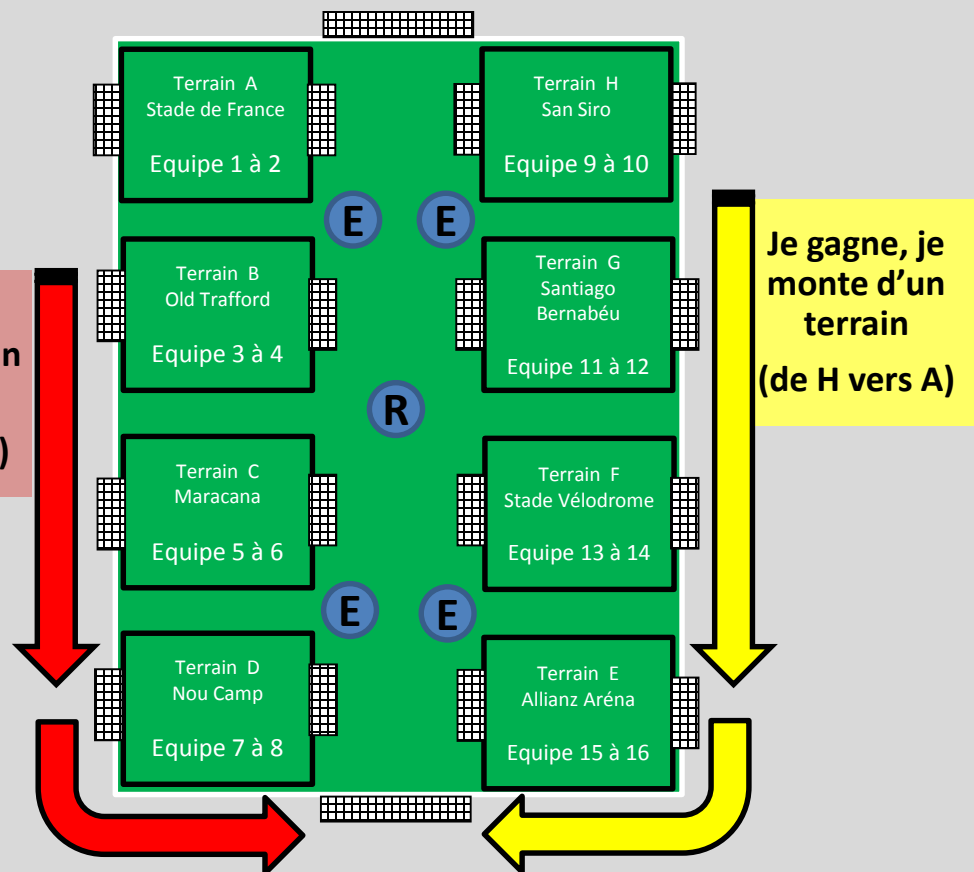 Terrain A
Stade de France
Equipe 1 à 2
Terrain H
San Siro
Equipe 9 à 10
E
E
Terrain B
Old Trafford
Equipe 3 à 4
Terrain G
Santiago
Bernabéu
Equipe 11 à 12
Je gagne, je
monte d’un
terrain
(de H vers A)
n
)
R
Terrain C
Maracana
Equipe 5 à 6
Terrain F
Stade Vélodrome
Equipe 13 à 14
E
E
Terrain D
Nou Camp
Equipe 7 à 8
Terrain E
Allianz Aréna
Equipe 15 à 16